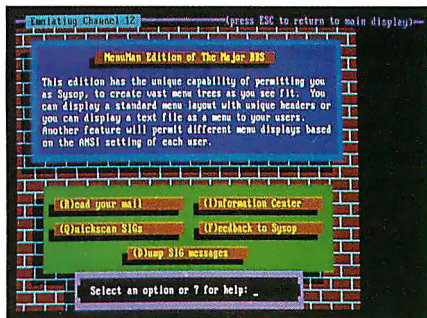 Emulating Channel 12 (press ESC to return to main display)
MenuMan Edition of The Major BBS
This edition has the unique capability of permitting you
as Sysop, to create vast menu trees as you see fit. You
can display a standard menu layout with unique headers or
you can display a text file as a menu to your users.
Another feature will permit different menu displays based
on the ANSI setting of each user.
(R)ead your mail (I)nformation Center
(Q)uickscan SIGs (F)eedback to Sysop
(D)ump SIG messages
Select an option or ? for help: _